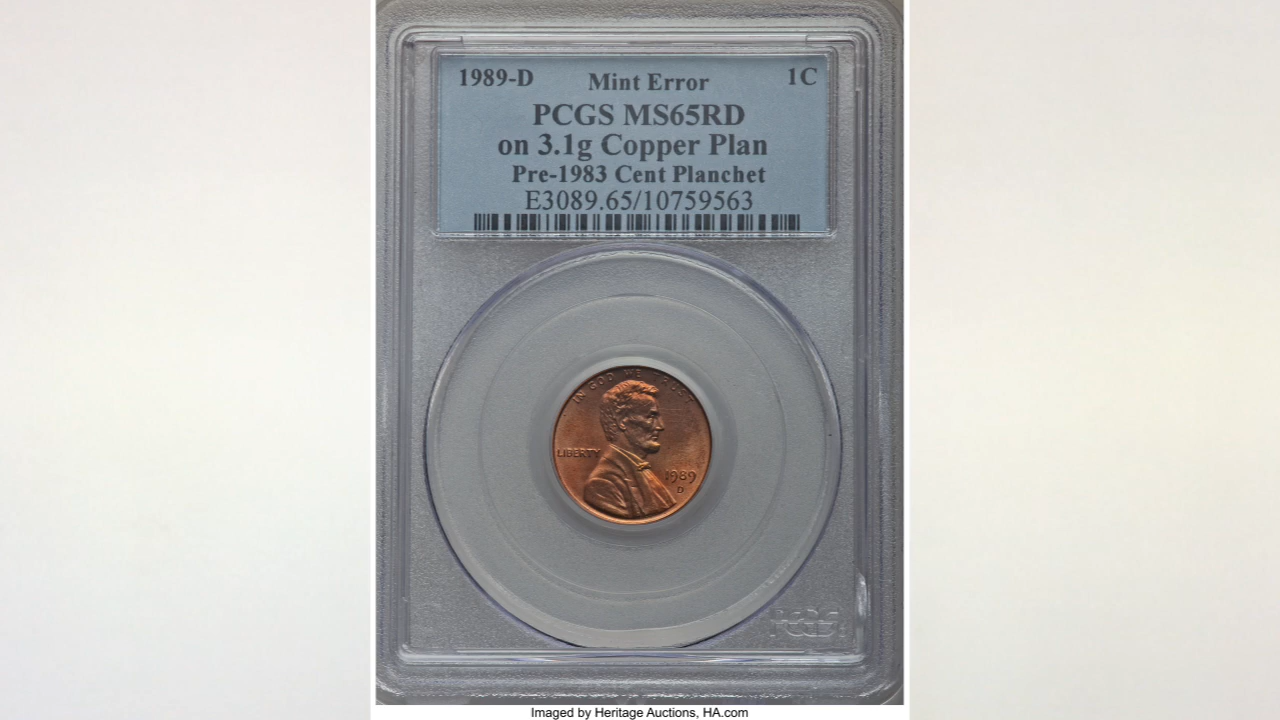 1989-D Mint Error 1C
PCGS MS65RD
on 3.1g Copper Plan
Pre-1983 Cent Planchet
E3089.65/10759563
IN GOD WE TRUST
LIBERTY
1989
D
PCGS
Imaged by Heritage Auctions, HA.com